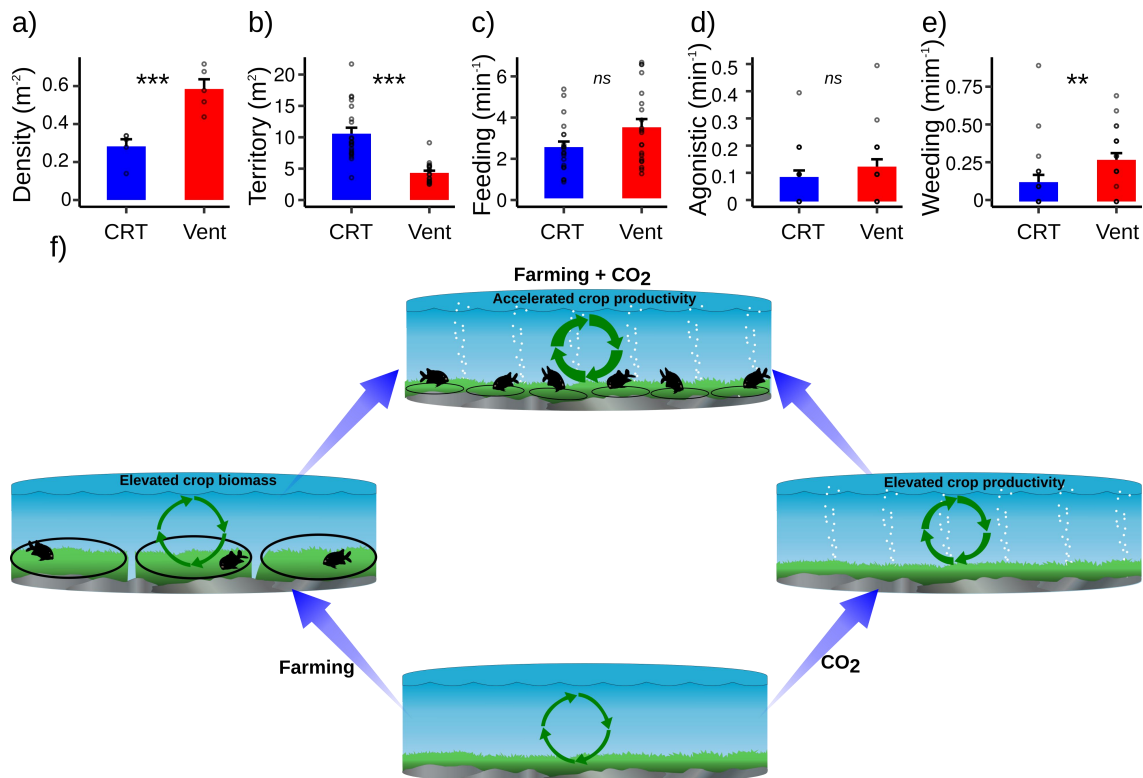 a)
Density (m-2)
0.6
0.4
0.2
0
***
CRT
Vent
b)
Territory (m2)
20
15
10
5
0
***
CRT
Vent
c)
Feeding (min-1)
6
4
2
0
ns
CRT
Vent
d)
Agonistic (min-1)
0.5
0.4
0.3
0.2
0.1
0
ns
CRT
Vent
e)
Weeding (mim-1)
0.75
0.50
0.25
0
**
CRT
Vent
f)
Farming + CO2
Accelerated crop productivity
Elevated crop biomass
Elevated crop productivity
Farming
CO2